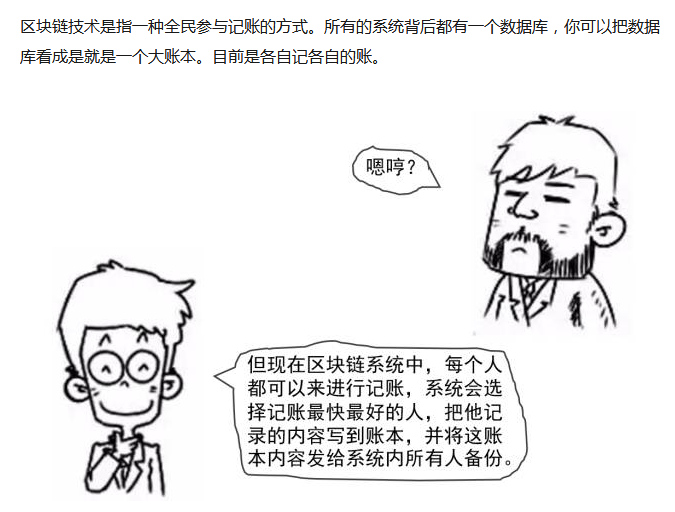 区块链技术是指一种全民参与记账的方式。所有的系统背后都有一个数据库，你可以把数据
库看成是就是一个大账本。目前是各自记各自的账。
嗯哼？
但现在区块链系统中，每个人
都可以来进行记账，系统会选
择记账最快最好的人，把他记
录的内容写到账本，并将这账
本内容发给系统内所有人备份。